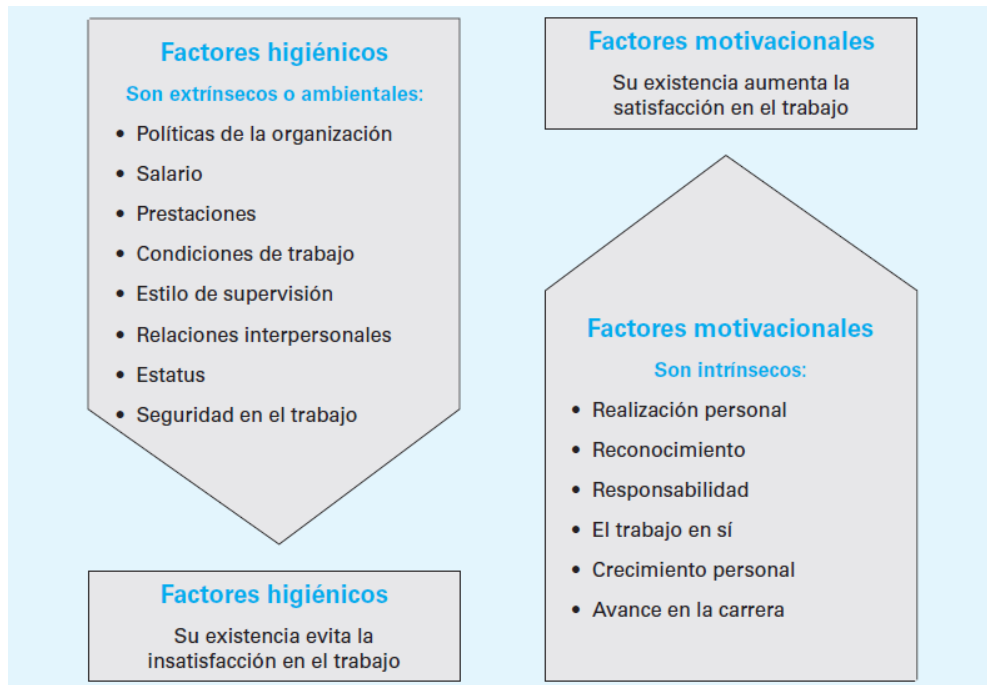 Factores higiénicos
Son extrínsecos o ambientales:
• Políticas de la organización
• Salario
• Prestaciones
• Condiciones de trabajo
• Estilo de supervisión
• Relaciones interpersonales
• Estatus
• Seguridad en el trabajo
Factores higiénicos
Su existencia evita la
insatisfacción en el trabajo
Factores motivacionales
Su existencia aumenta la
satisfacción en el trabajo
Factores motivacionales
Son intrínsecos:
• Realización personal
• Reconocimiento
• Responsabilidad
• El trabajo en sí
• Crecimiento personal
• Avance en la carrera